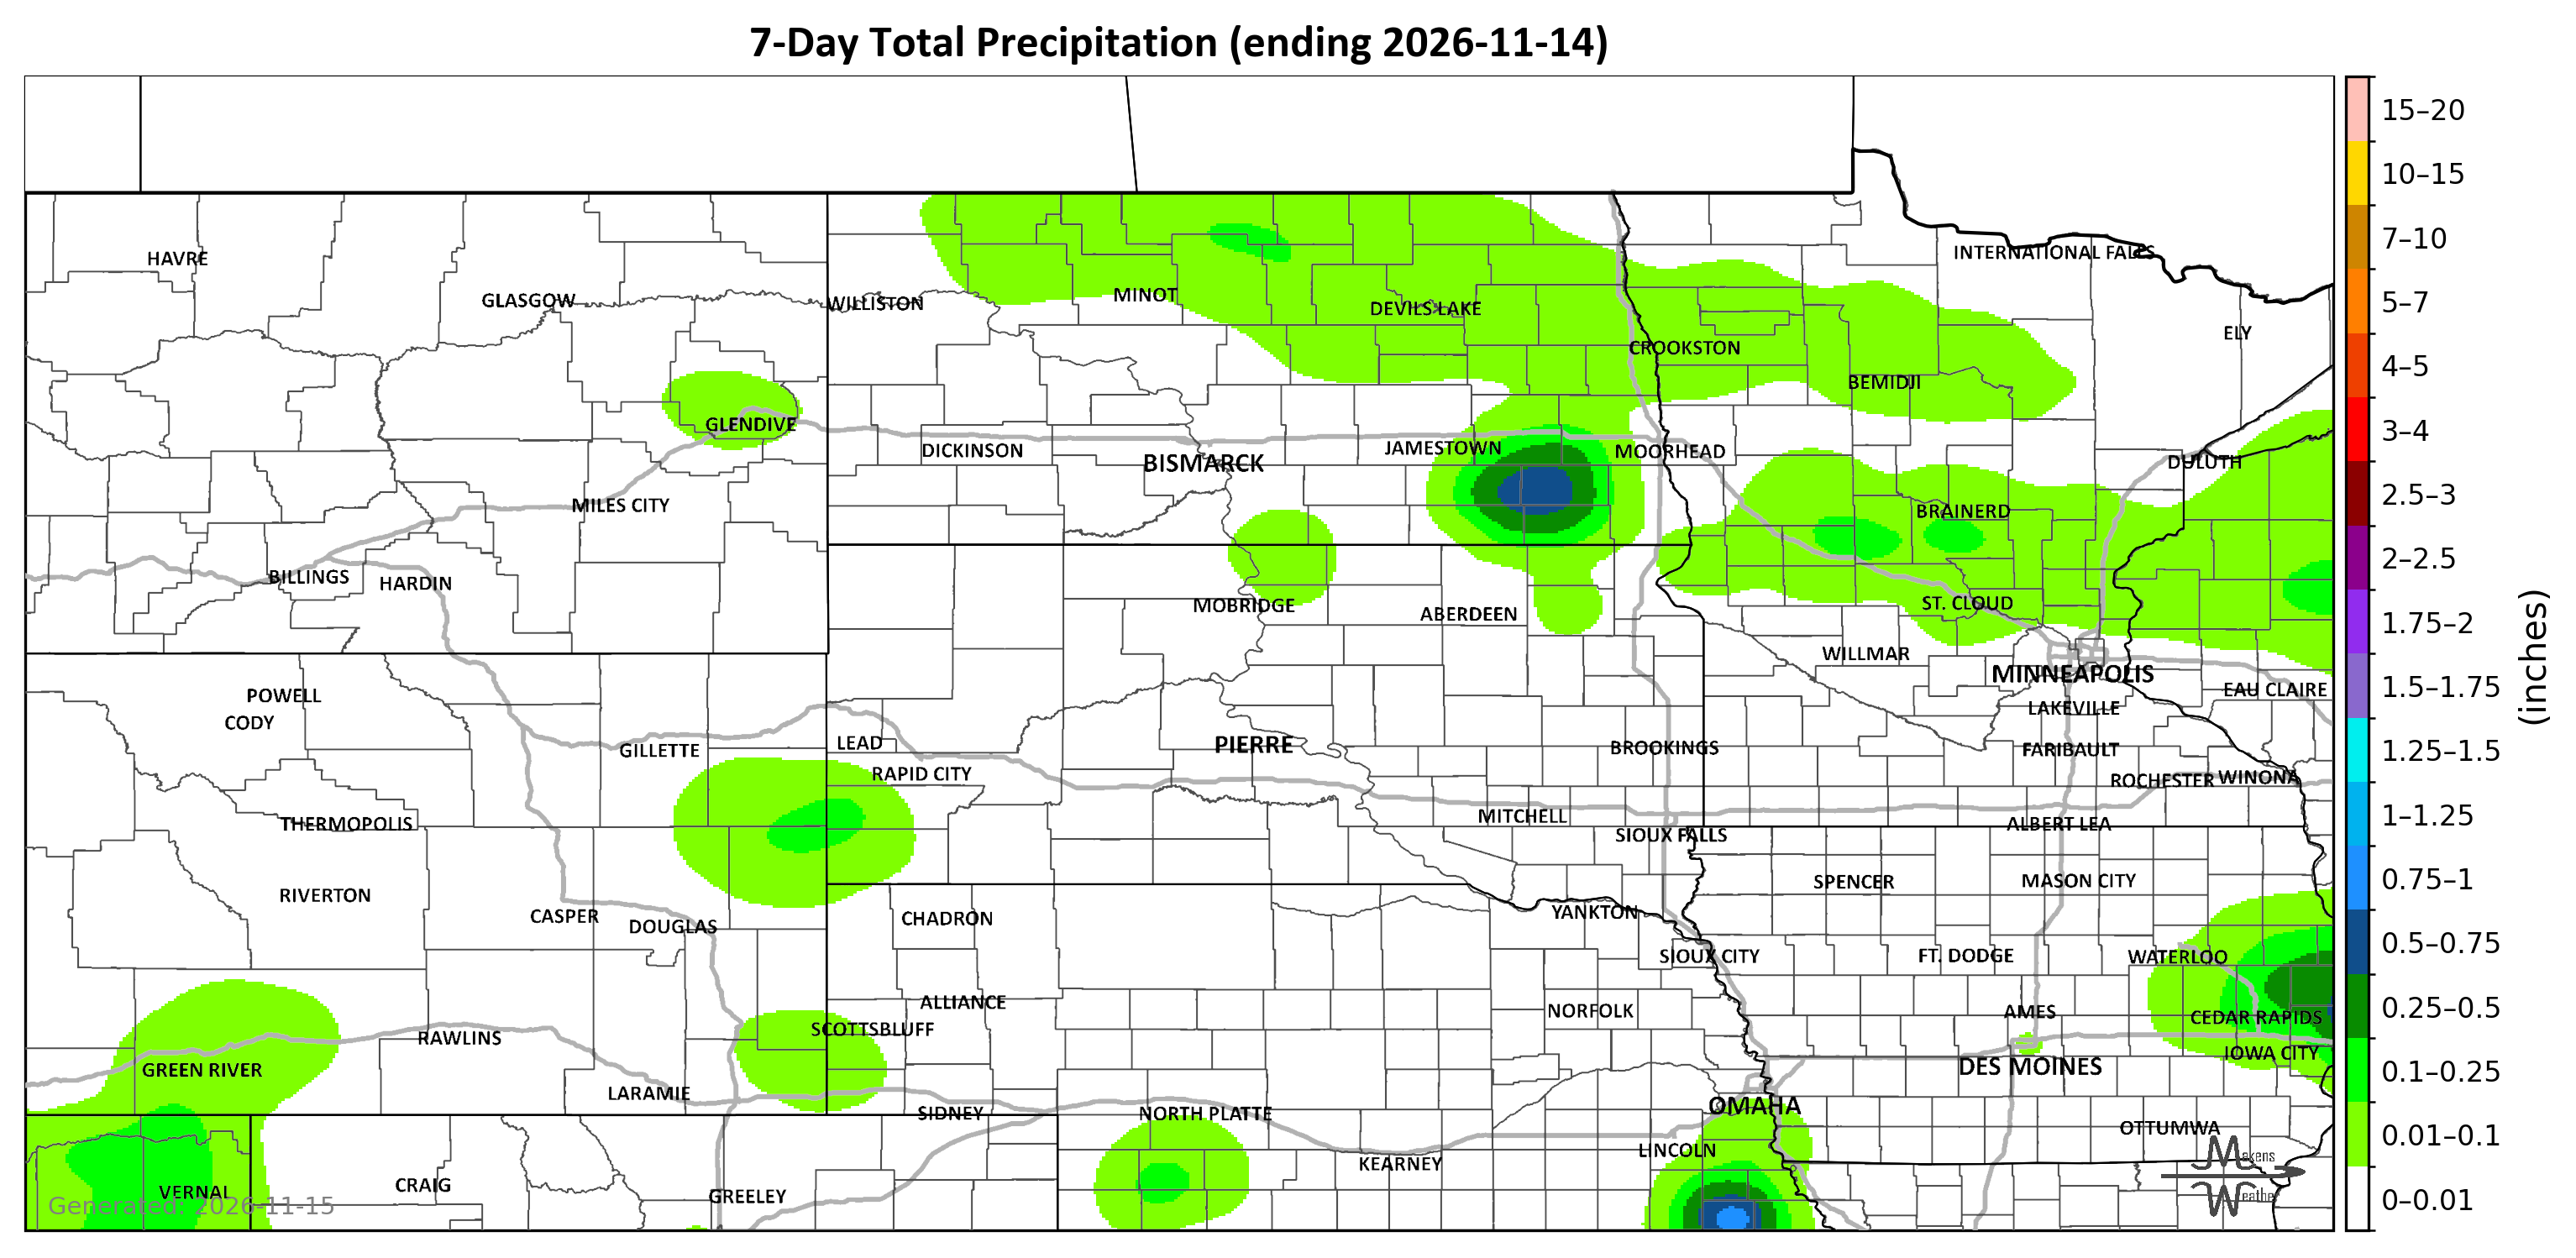 7-Day Total Precipitation (ending 2026-11-14)
INTERNATIONAL FALLS
HAVRE
GLASGOW
WILLISTON
MINOT
DEVILS LAKE
ELY
CROOKSTON
BEMIDJI
GLENDIVE
DICKINSON
BISMARCK
JAMESTOWN
MOORHEAD
DULUTH
MILES CITY
BRAINERD
BILLINGS
HARDIN
MOBRIDGE
ABERDEEN
ST. CLOUD
WILLMAR
MINNEAPOLIS
POWELL
EAU CLAIRE
CODY
LAKEVILLE
GILLETTE
LEAD
PIERRE
BROOKINGS
FARIBAULT
RAPID CITY
ROCHESTER
WINONA
THERMOPOLIS
MITCHELL
SIOUX FALLS
ALBERT LEA
RIVERTON
SPENCER
MASON CITY
CASPER
DOUGLAS
CHADRON
YANKTON
SIOUX CITY
FT. DODGE
WATERLOO
ALLIANCE
NORFOLK
AMES
CEDAR RAPIDS
RAWLINS
SCOTTSBLUFF
IOWA CITY
GREEN RIVER
DES MOINES
LARAMIE
SIDNEY
NORTH PLATTE
OMAHA
OTTUMWA
LINCOLN
KEARNEY
VERNAL
CRAIG
GREELEY
Generated: 2026-11-15
Makens
Weather
15–20
10–15
7–10
5–7
4–5
3–4
2.5–3
2–2.5
1.75–2
1.5–1.75
1.25–1.5
1–1.25
0.75–1
0.5–0.75
0.25–0.5
0.1–0.25
0.01–0.1
0–0.01
(inches)